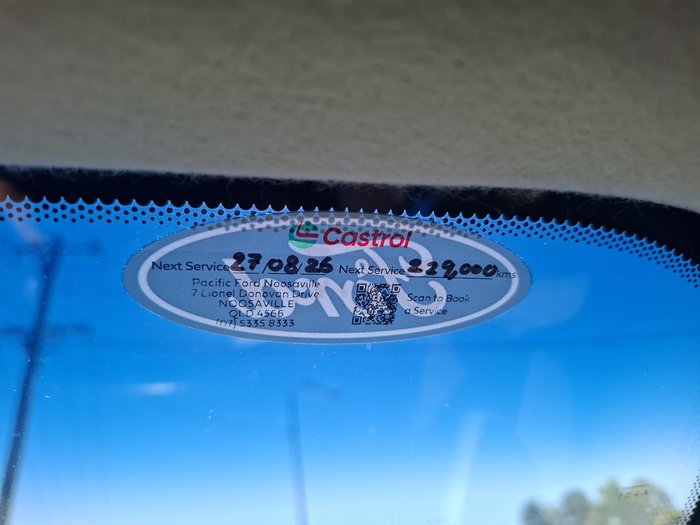 Castrol
Next Service 27/08/26 Next Service 229,000 kms
Pacific Ford Noosaville
7 Lionel Donovan Drive
NOOSAVILLE
QLD 4566
(07) 5335 8333
Scan to Book
a Service
Ford